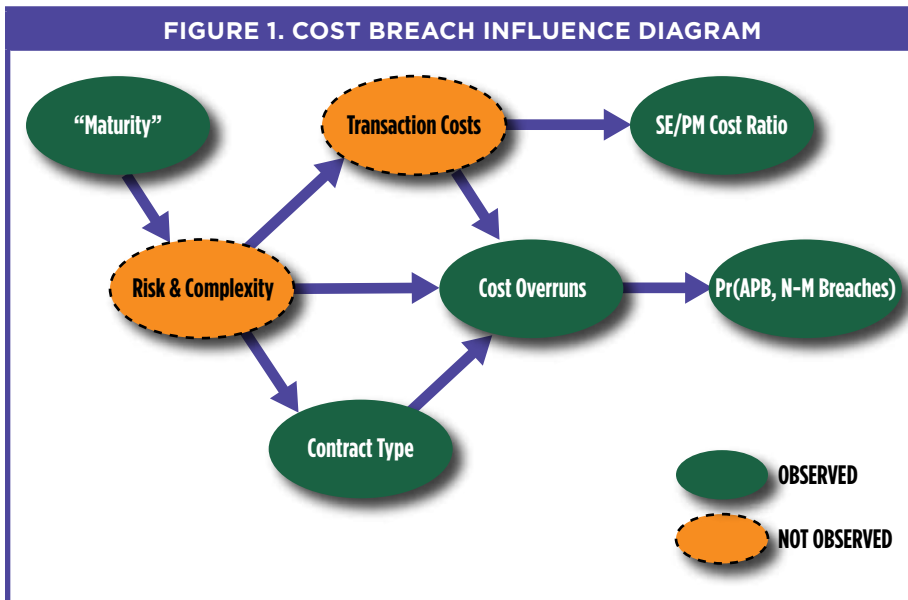 FIGURE 1. COST BREACH INFLUENCE DIAGRAM
“Maturity”
Transaction Costs
SE/PM Cost Ratio
Risk & Complexity
Cost Overruns
Pr(APB, N-M Breaches)
Contract Type
OBSERVED
NOT OBSERVED